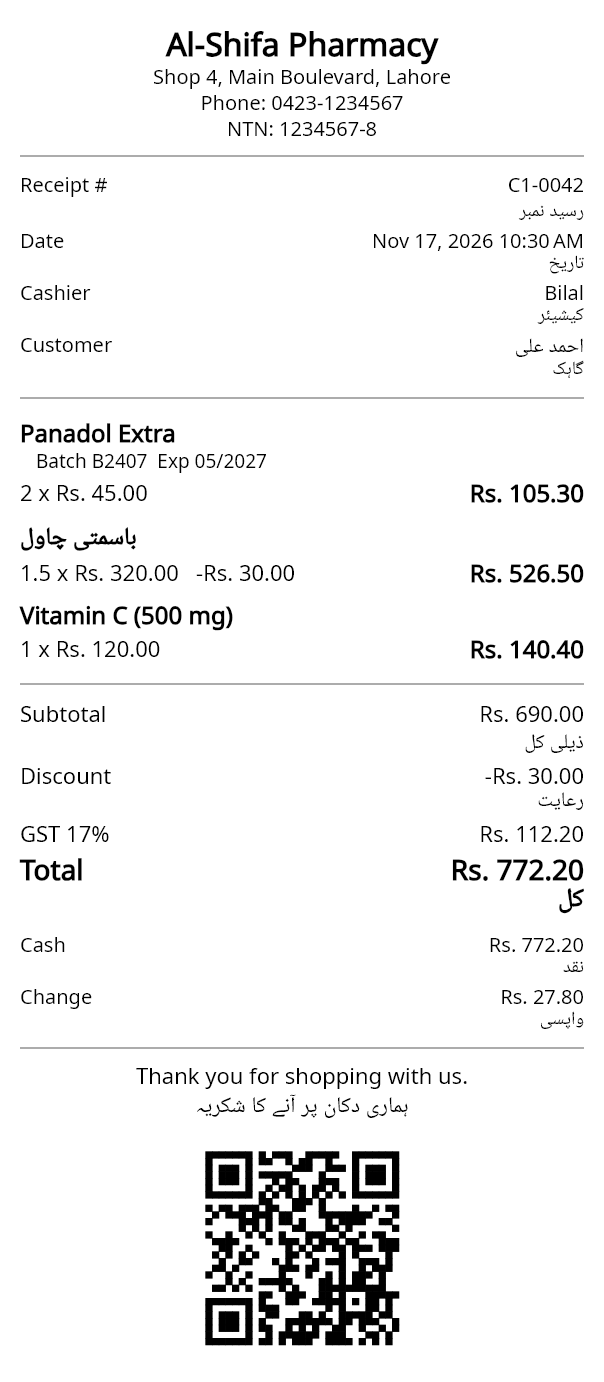 Al-Shifa Pharmacy
Shop 4, Main Boulevard, Lahore
Phone: 0423-1234567
NTN: 1234567-8
Receipt # C1-0042
رسید نمبر
Date Nov 17, 2026 10:30 AM
تاریخ
Cashier Bilal
کیشیئر
Customer احمد علی
گاہک
Panadol Extra
Batch B2407 Exp 05/2027
2 x Rs. 45.00 Rs. 105.30
باسمتی چاول
1.5 x Rs. 320.00 -Rs. 30.00 Rs. 526.50
Vitamin C (500 mg)
1 x Rs. 120.00 Rs. 140.40
Subtotal Rs. 690.00
ذیلی کل
Discount -Rs. 30.00
رعایت
GST 17% Rs. 112.20
Total Rs. 772.20
کل
Cash Rs. 772.20
نقد
Change Rs. 27.80
واپسی
Thank you for shopping with us.
ہماری دکان پر آنے کا شکریہ